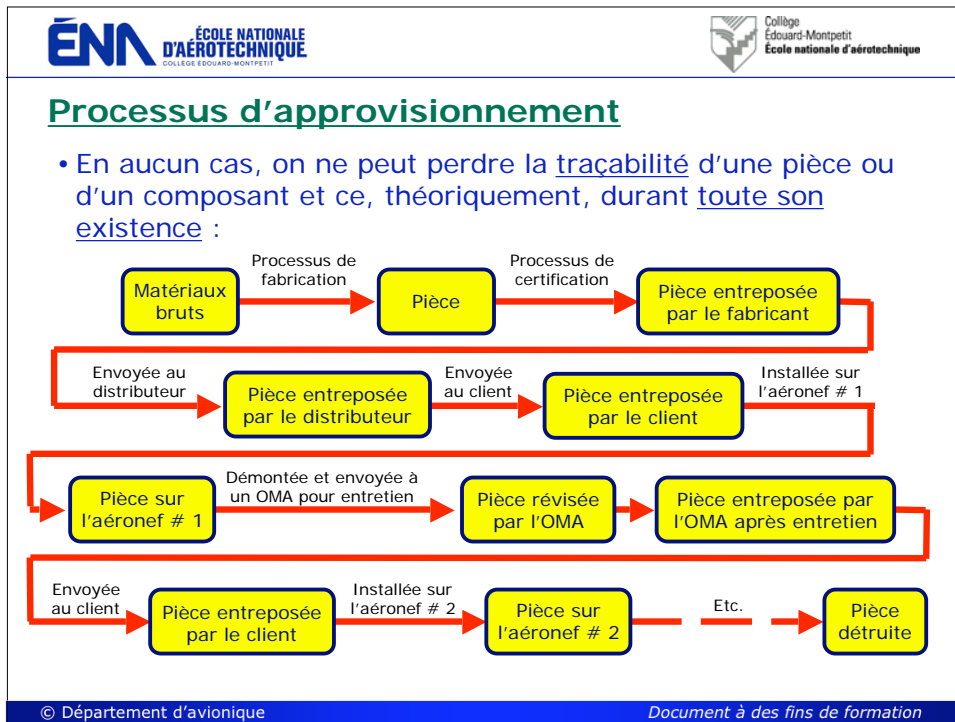 ÉNA ÉCOLE NATIONALE
D'AÉROTECHNIQUE
COLLÈGE ÉDOUARD-MONTPETIT
Collège
Édouard-Montpetit
École nationale d'aérotechnique
Processus d'approvisionnement
• En aucun cas, on ne peut perdre la traçabilité d'une pièce ou
d'un composant et ce, théoriquement, durant toute son
existence :
Processus de
fabrication
Processus de
certification
Matériaux
bruts
Pièce
Pièce entreposée
par le fabricant
Envoyée au
distributeur
Pièce entreposée
par le distributeur
Envoyée
au client
Pièce entreposée
par le client
Installée sur
l'aéronef # 1
Pièce sur
l'aéronef # 1
Démontée et envoyée à
un OMA pour entretien
Pièce révisée
par l'OMA
Pièce entreposée par
l'OMA après entretien
Envoyée
au client
Pièce entreposée
par le client
Installée sur
l'aéronef # 2
Pièce sur
l'aéronef # 2
Etc.
Pièce
détruite
© Département d'avionique
Document à des fins de formation